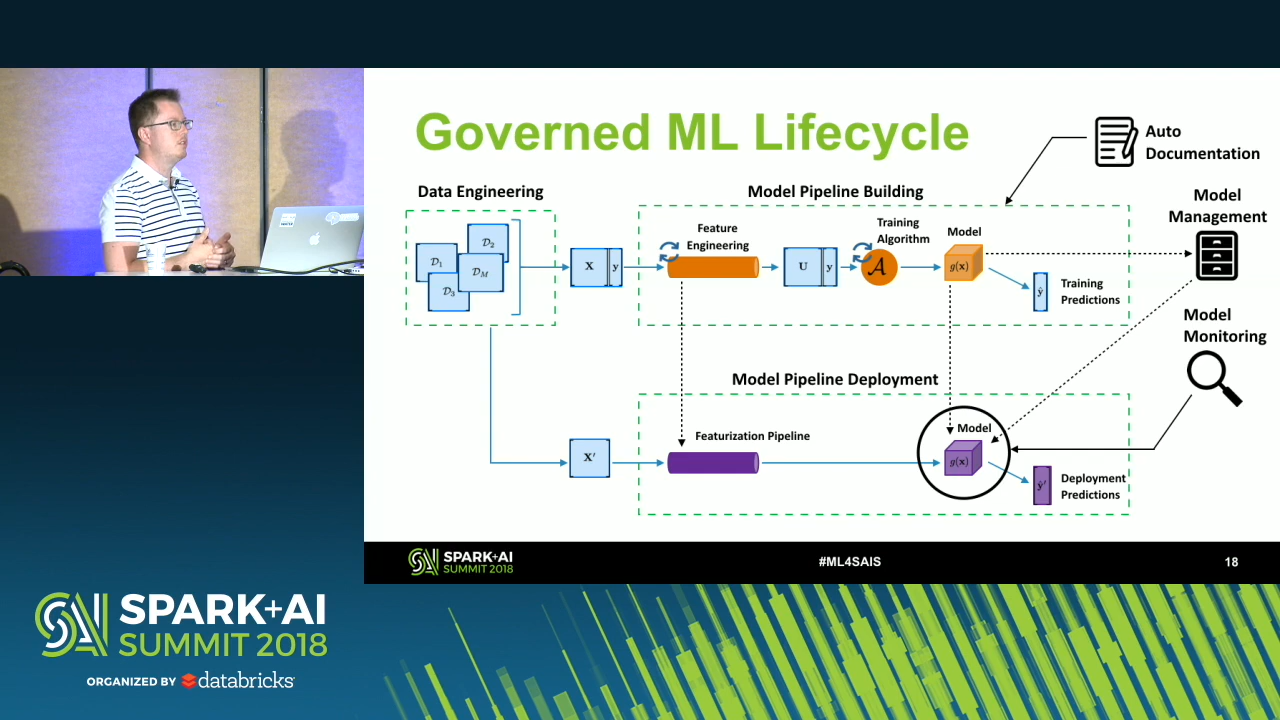 Governed ML Lifecycle
Auto
Documentation
Data Engineering
Model Pipeline Building
Model
Management
Feature
Engineering
Training
Algorithm
Model
D₁
D₂
D₃
D_M
X
y
U
y
A
g(x)
ŷ
Training
Predictions
Model
Monitoring
Model Pipeline Deployment
X′
Featurization Pipeline
Model
g(x)
ŷ′
Deployment
Predictions
SPARK+AI
SUMMIT 2018
#ML4SAIS
18
SPARK+AI
SUMMIT 2018
ORGANIZED BY databricks